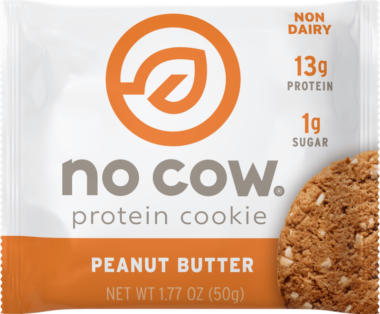 NON
DAIRY
13g
PROTEIN
1g
SUGAR
no cow®
protein cookie
PEANUT BUTTER
NET WT 1.77 OZ (50g)